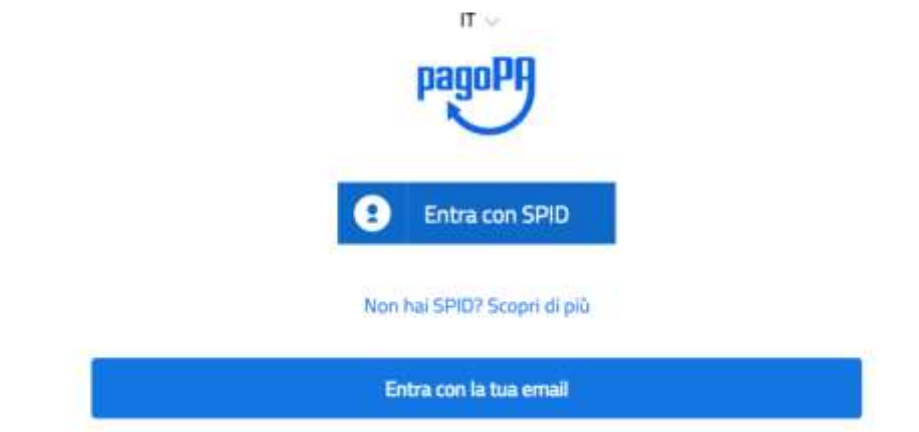 IT
pagoPA
Entra con SPID
Non hai SPID? Scopri di più
Entra con la tua email